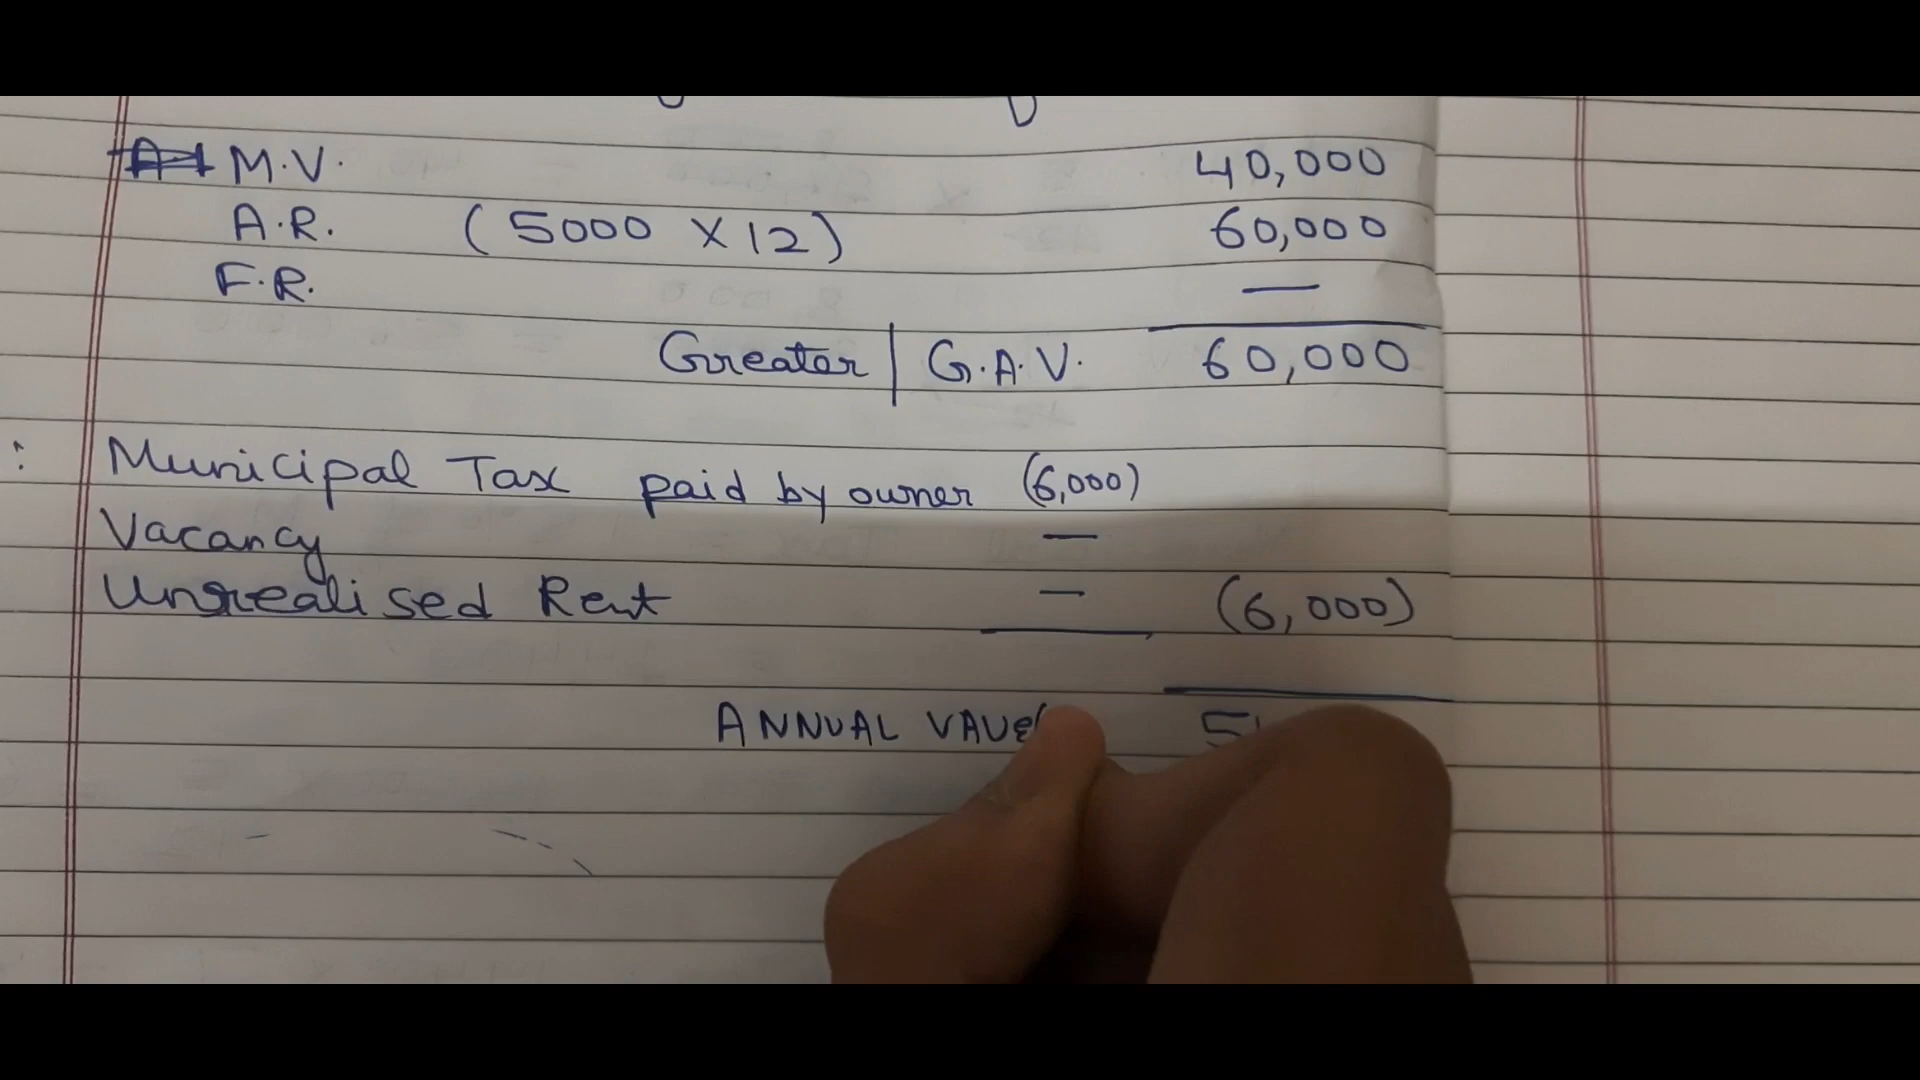 M.V. 40,000
A.R. (5000 X 12) 60,000
F.R. —
Greater | G.A.V. 60,000
: Municipal Tax paid by owner (6,000)
Vacancy —
Unrealised Rent — (6,000)
ANNUAL